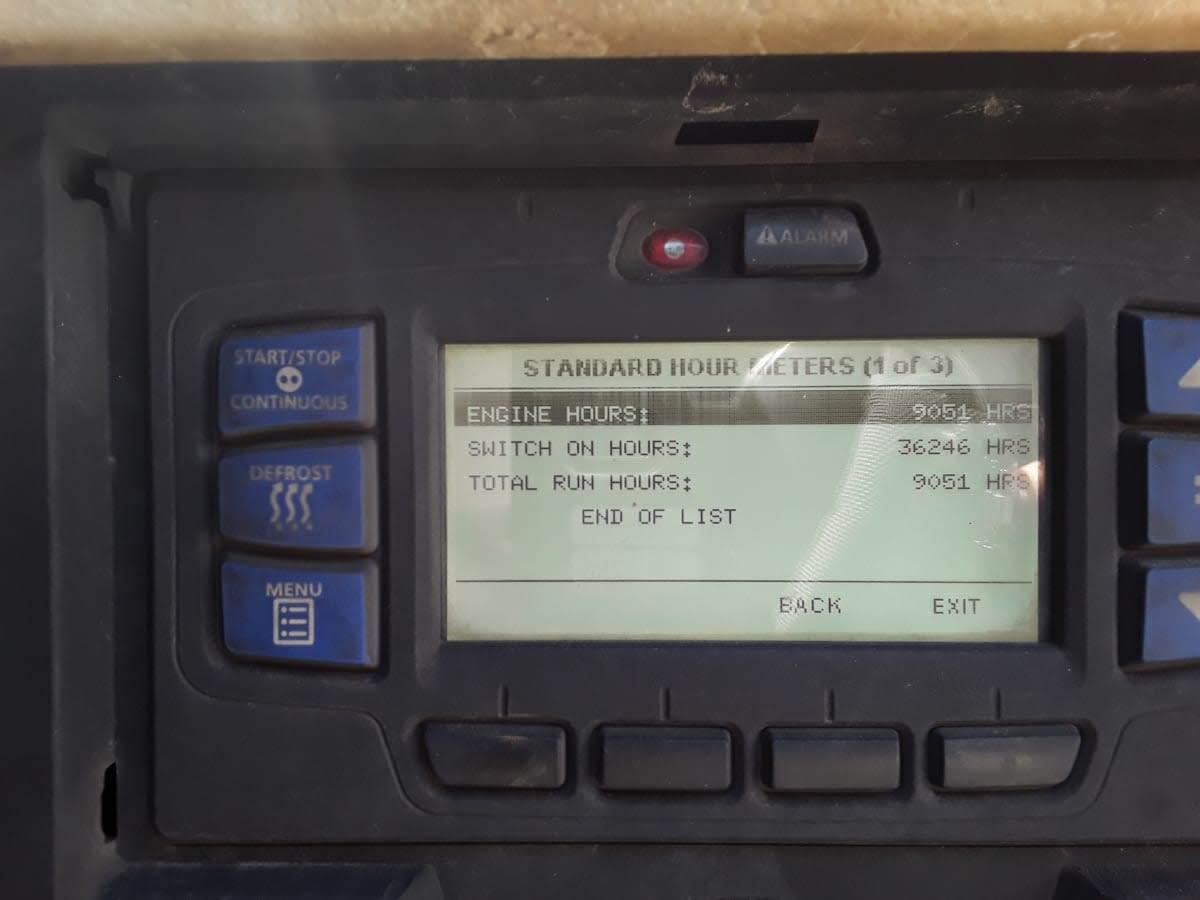 ALARM
START/STOP
CONTINUOUS
DEFROST
MENU
STANDARD HOUR METERS (1 of 3)
ENGINE HOURS: 9051 HRS
SWITCH ON HOURS: 36246 HRS
TOTAL RUN HOURS: 9051 HRS
END OF LIST
BACK EXIT